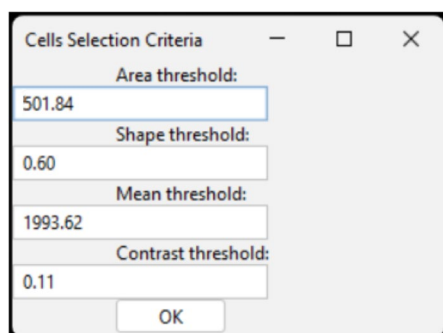 Cells Selection Criteria
Area threshold:
501.84
Shape threshold:
0.60
Mean threshold:
1993.62
Contrast threshold:
0.11
OK